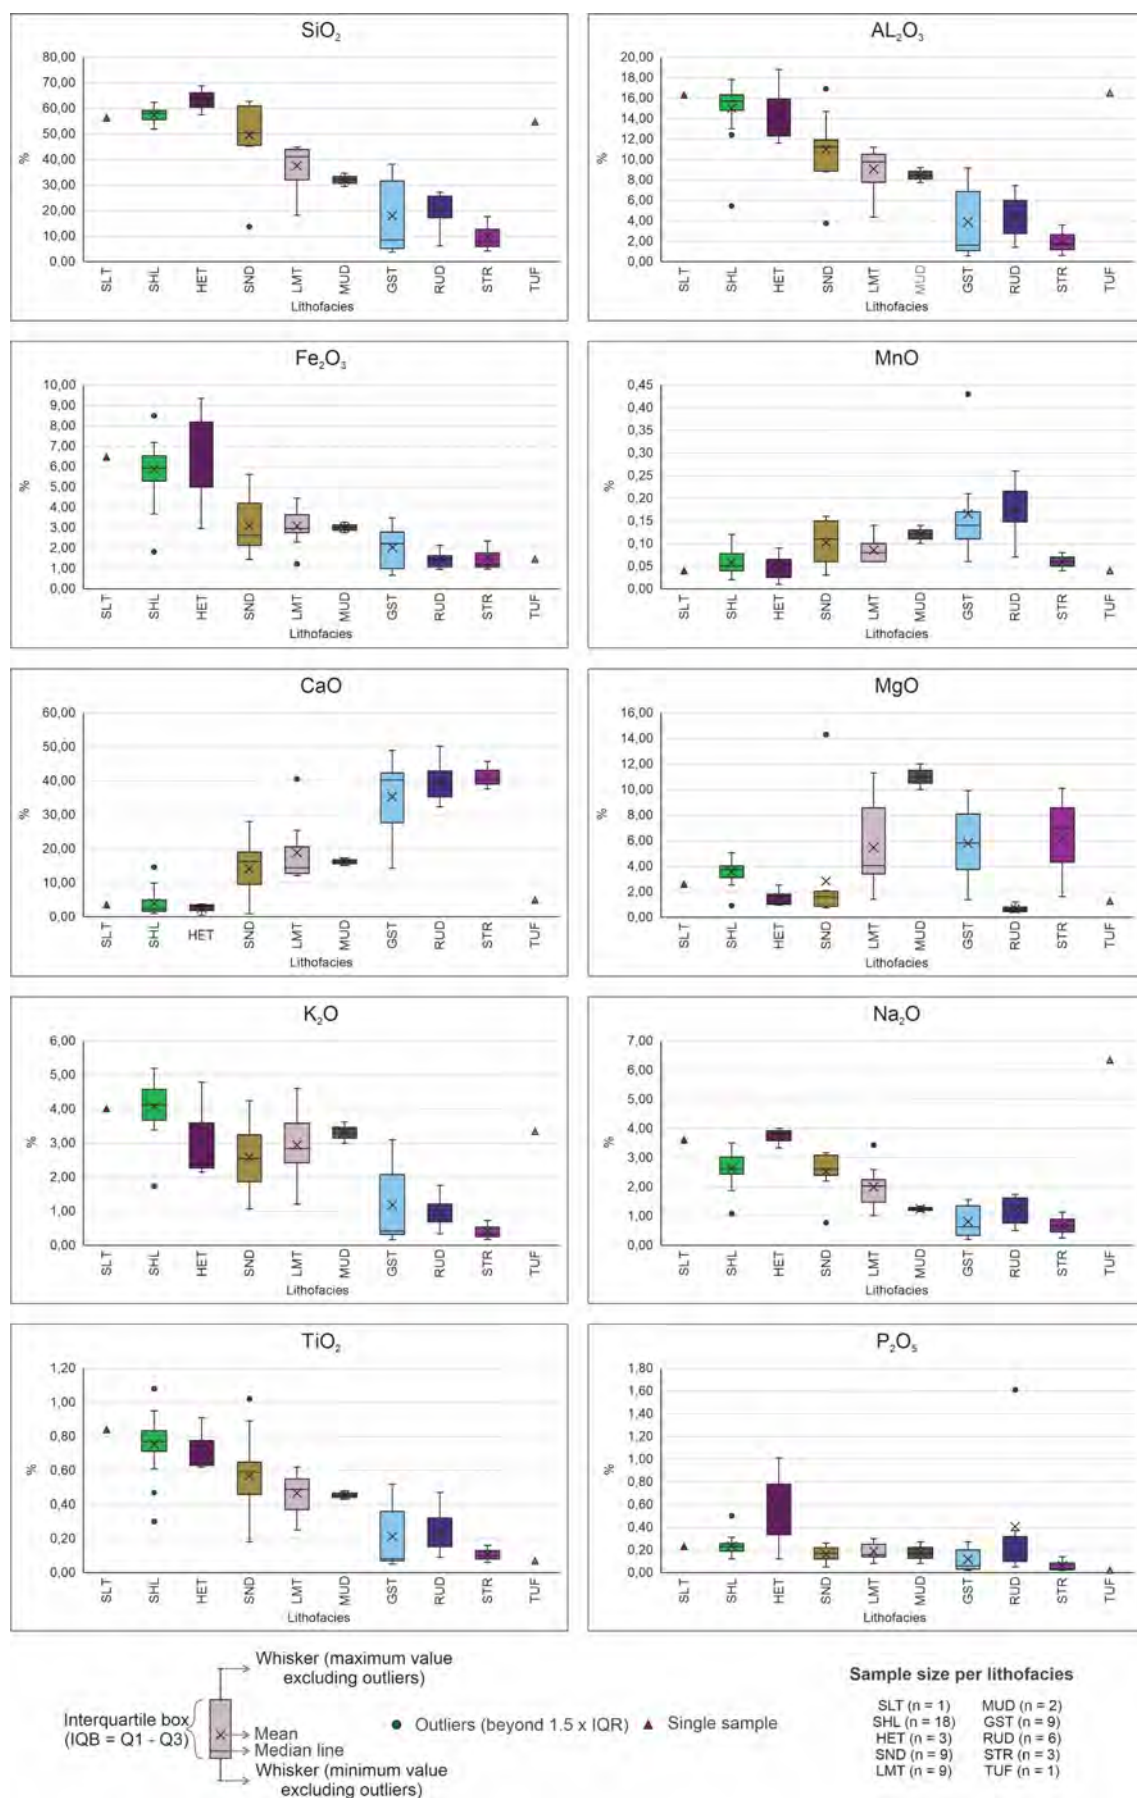 SiO₂
80,00
70,00
60,00
50,00
40,00
30,00
20,00
10,00
0,00
%
SLT SHL HET SND LMT MUD GST RUD STR TUF
Lithofacies
AL₂O₃
20,00
18,00
16,00
14,00
12,00
10,00
8,00
6,00
4,00
2,00
0,00
%
SLT SHL HET SND LMT MUD GST RUD STR TUF
Lithofacies
Fe₂O₃
10,00
9,00
8,00
7,00
6,00
5,00
4,00
3,00
2,00
1,00
0,00
%
SLT SHL HET SND LMT MUD GST RUD STR TUF
Lithofacies
MnO
0,45
0,40
0,35
0,30
0,25
0,20
0,15
0,10
0,05
0,00
%
SLT SHL HET SND LMT MUD GST RUD STR TUF
Lithofacies
CaO
60,00
50,00
40,00
30,00
20,00
10,00
0,00
%
SLT SHL HET SND LMT MUD GST RUD STR TUF
Lithofacies
MgO
16,00
14,00
12,00
10,00
8,00
6,00
4,00
2,00
0,00
%
SLT SHL HET SND LMT MUD GST RUD STR TUF
Lithofacies
K₂O
6,00
5,00
4,00
3,00
2,00
1,00
0,00
%
SLT SHL HET SND LMT MUD GST RUD STR TUF
Lithofacies
Na₂O
7,00
6,00
5,00
4,00
3,00
2,00
1,00
0,00
%
SLT SHL HET SND LMT MUD GST RUD STR TUF
Lithofacies
TiO₂
1,20
1,00
0,80
0,60
0,40
0,20
0,00
%
SLT SHL HET SND LMT MUD GST RUD STR TUF
Lithofacies
P₂O₅
1,80
1,60
1,40
1,20
1,00
0,80
0,60
0,40
0,20
0,00
%
SLT SHL HET SND LMT MUD GST RUD STR TUF
Lithofacies
Whisker (maximum value
excluding outliers)
Interquartile box
(IQB = Q1 - Q3)
Mean
Median line
Whisker (minimum value
excluding outliers)
Outliers (beyond 1.5 x IQR)
Single sample
Sample size per lithofacies
SLT (n = 1) MUD (n = 2)
SHL (n = 18) GST (n = 9)
HET (n = 3) RUD (n = 6)
SND (n = 9) STR (n = 3)
LMT (n = 9) TUF (n = 1)